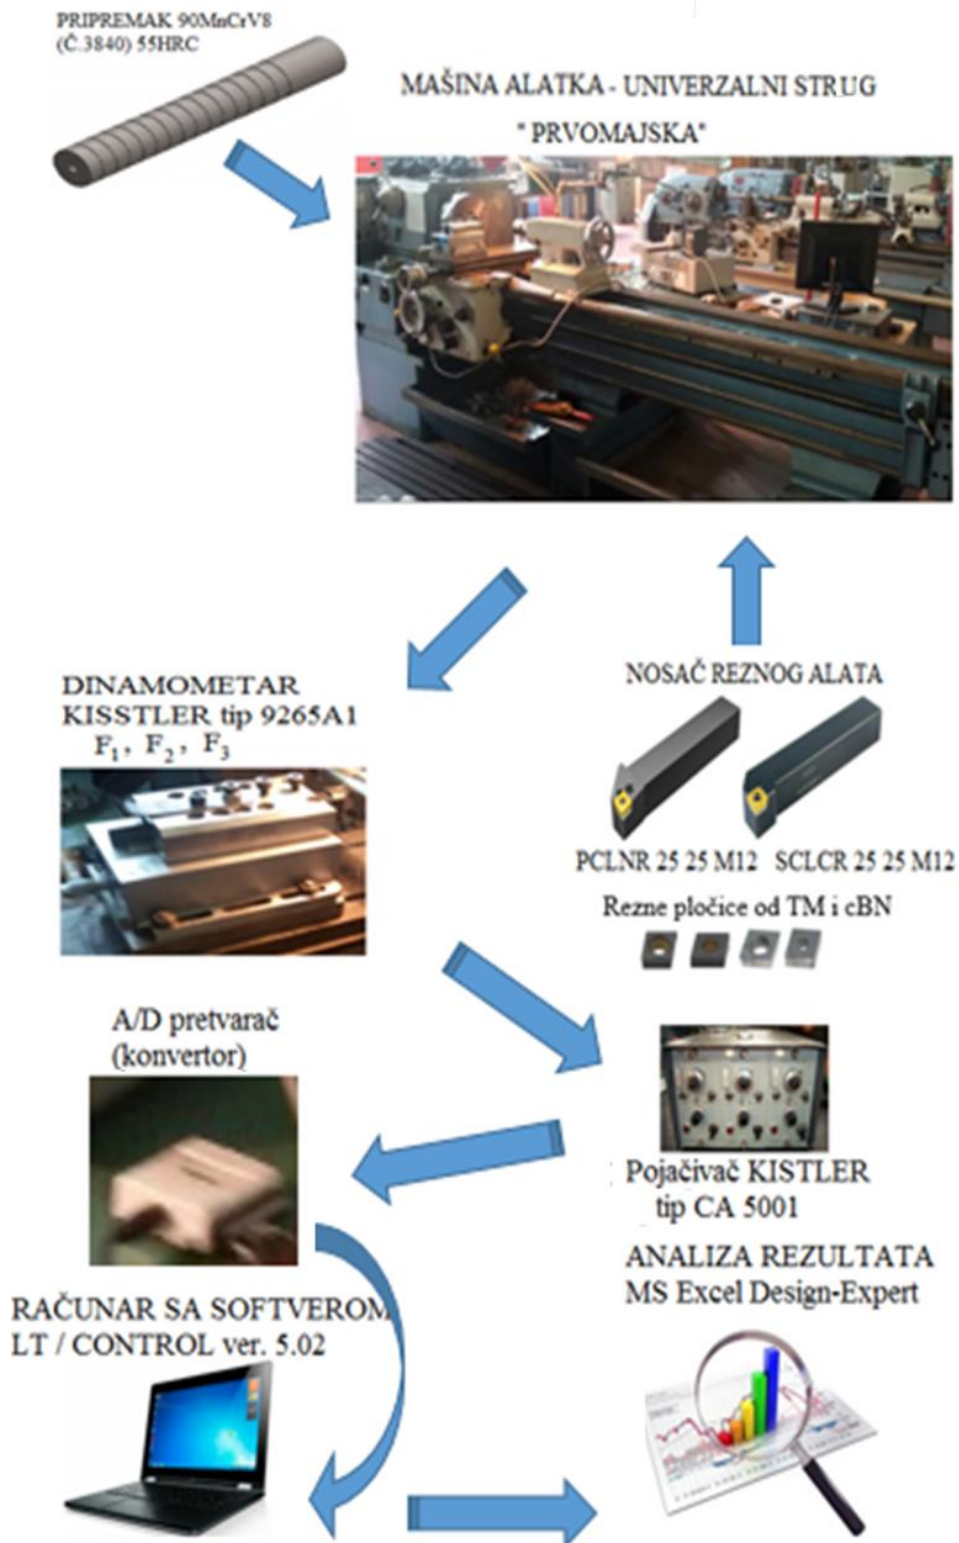 PRIPREMAK 90MnCrV8
(Č.3840) 55HRC
MAŠINA ALATKA - UNIVERZALNI STRUG
" PRVOMAJSKA"
NOSAČ REZNOG ALATA
DINAMOMETAR
KISSTLER tip 9265A1
F₁, F₂, F₃
PCLNR 25 25 M12 SCLCR 25 25 M12
Rezne pločice od TM i cBN
A/D pretvarač
(konvertor)
Pojačivač KISTLER
tip CA 5001
ANALIZA REZULTATA
MS Excel Design-Expert
RAČUNAR SA SOFTVEROM
LT / CONTROL ver. 5.02